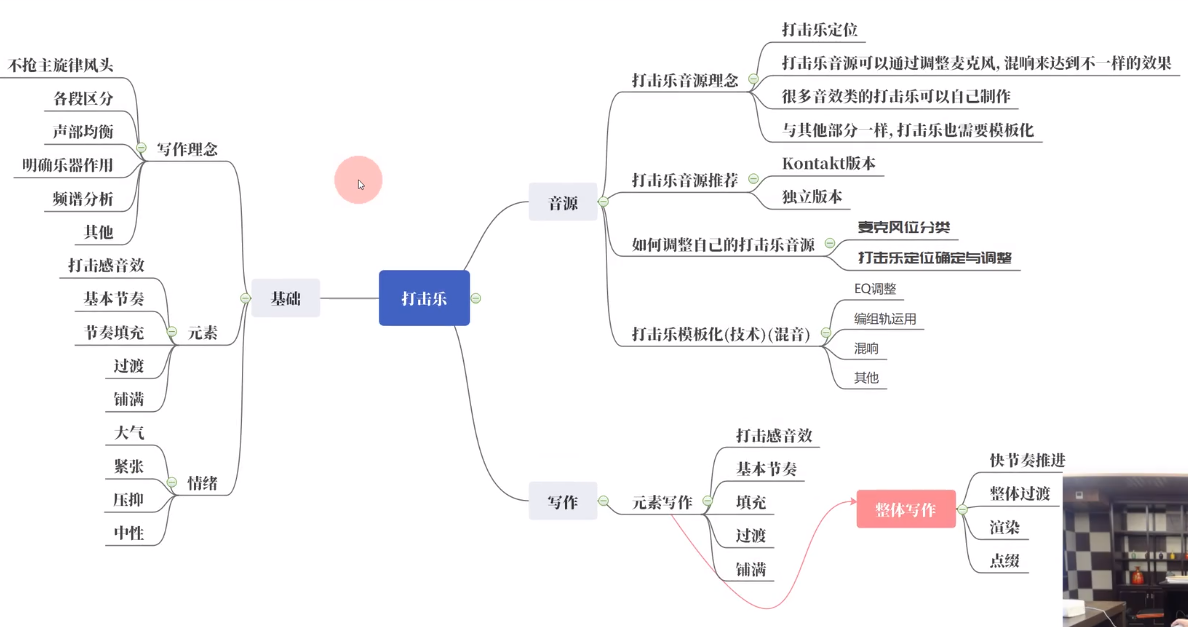 打击乐
基础
写作理念
不抢主旋律风头
各段区分
声部均衡
明确乐器作用
频谱分析
其他
元素
打击感音效
基本节奏
节奏填充
过渡
铺满
情绪
大气
紧张
压抑
中性
音源
打击乐音源理念
打击乐定位
打击乐音源可以通过调整麦克风,混响来达到不一样的效果
很多音效类的打击乐可以自己制作
与其他部分一样,打击乐也需要模板化
打击乐音源推荐
Kontakt版本
独立版本
如何调整自己的打击乐音源
麦克风位分类
打击乐定位确定与调整
打击乐模板化(技术)(混音)
EQ调整
编组轨运用
混响
其他
写作
元素写作
打击感音效
基本节奏
填充
过渡
铺满
整体写作
快节奏推进
整体过渡
渲染
点缀